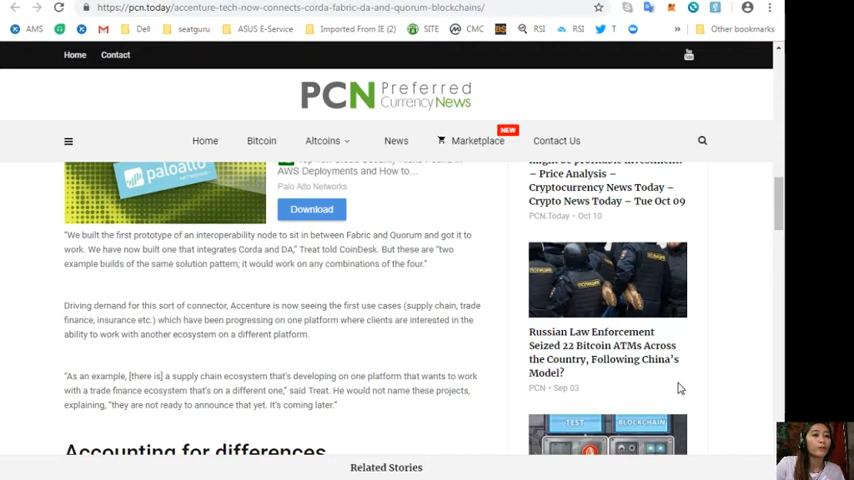 https://pcn.today/accenture-tech-now-connects-corda-fabric-da-and-quorum-blockchains/
AMS
Dell
seatguru
ASUS E-Service
Imported From IE (2)
SITE
CMC
RSI
RSI
T
»
Other bookmarks
Home
Contact
PCN Preferred
Currency News
Home
Bitcoin
Altcoins
News
Marketplace
NEW
Contact Us
paloalto
NETWORKS
AWS Deployments and How to...
Palo Alto Networks
Download
"We built the first prototype of an interoperability node to sit in between Fabric and Quorum and got it to
work. We have now built one that integrates Corda and DA," Treat told CoinDesk. But these are "two
example builds of the same solution pattern; it would work on any combinations of the four."
Driving demand for this sort of connector, Accenture is now seeing the first use cases (supply chain, trade
finance, insurance etc.) which have been progressing on one platform where clients are interested in the
ability to work with another ecosystem on a different platform.
"As an example, [there is] a supply chain ecosystem that's developing on one platform that wants to work
with a trade finance ecosystem that's on a different one," said Treat. He would not name these projects,
explaining, "they are not ready to announce that yet. It's coming later."
Accounting for differences
might be profitable investment?
– Price Analysis –
Cryptocurrency News Today –
Crypto News Today – Tue Oct 09
PCN.Today - Oct 10
Russian Law Enforcement
Seized 22 Bitcoin ATMs Across
the Country, Following China's
Model?
PCN - Sep 03
TEST
BLOCKCHAIN
Related Stories